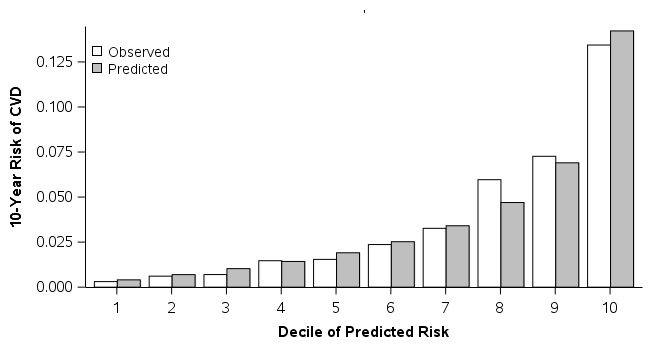 Observed
Predicted
0.125
0.100
0.075
0.050
0.025
0.000
10-Year Risk of CVD
1 2 3 4 5 6 7 8 9 10
Decile of Predicted Risk